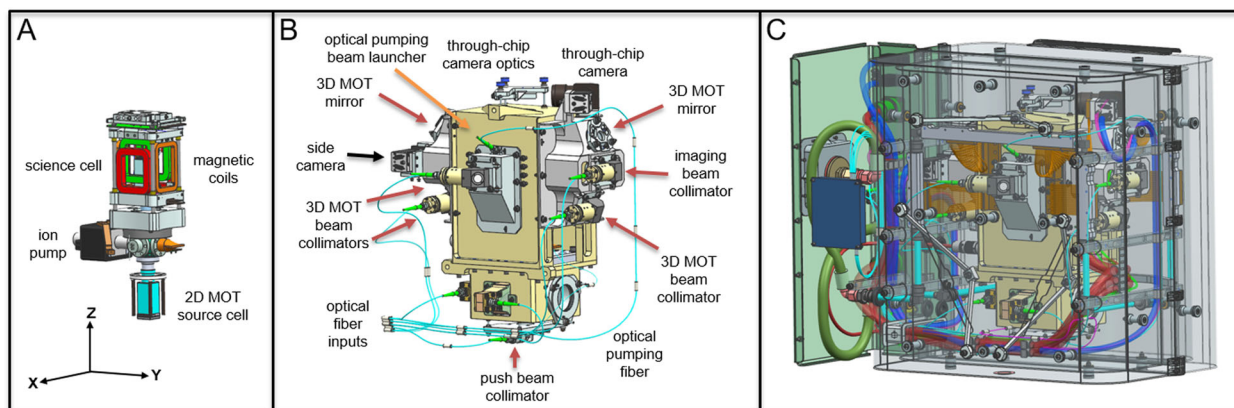 A
science cell
magnetic
coils
ion
pump
2D MOT
source cell
Z
X
Y
B
optical pumping
beam launcher
through-chip
camera optics
through-chip
camera
3D MOT
mirror
3D MOT
mirror
side
camera
imaging
beam
collimator
3D MOT
beam
collimators
3D MOT
beam
collimator
optical
fiber
inputs
optical
pumping
fiber
push beam
collimator
C